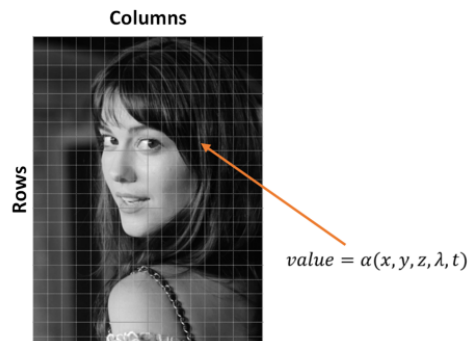 Columns
Rows
value = α(x, y, z, λ, t)